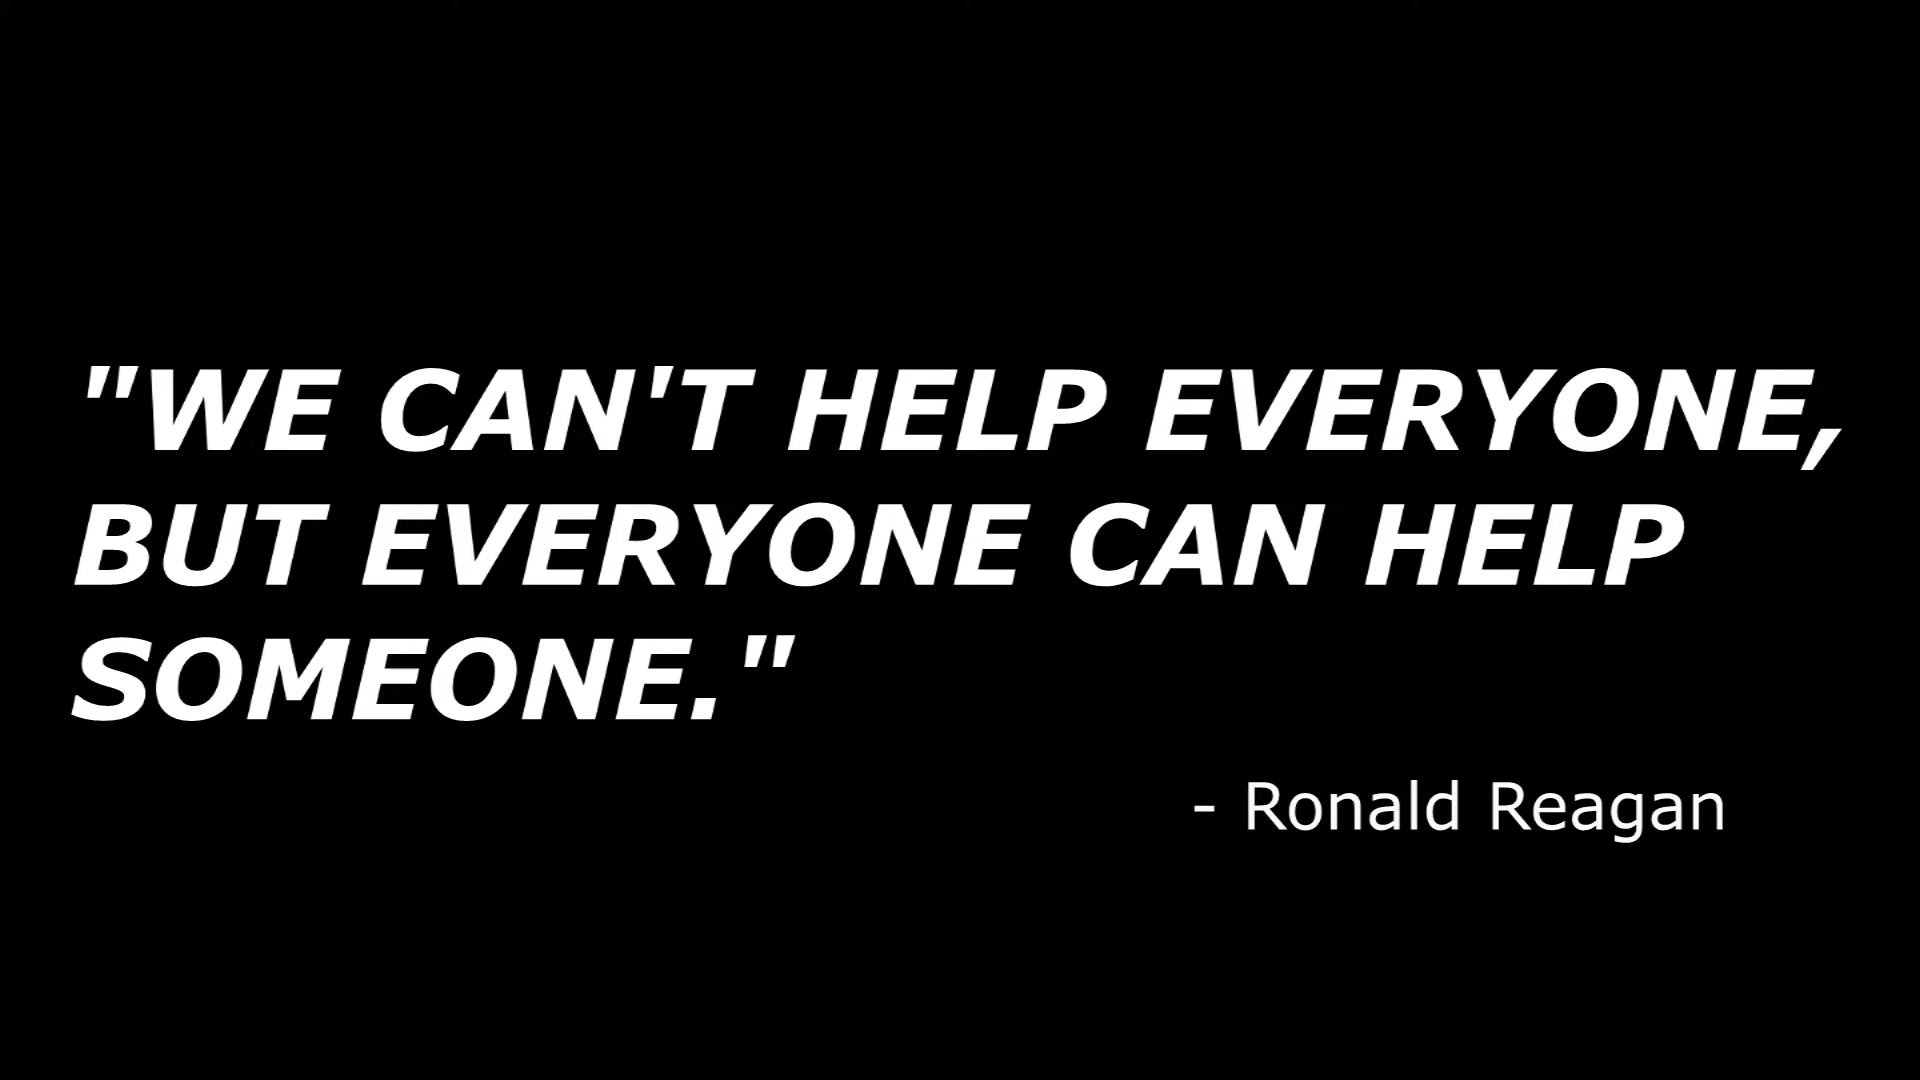 "WE CAN'T HELP EVERYONE,
BUT EVERYONE CAN HELP
SOMEONE."
- Ronald Reagan